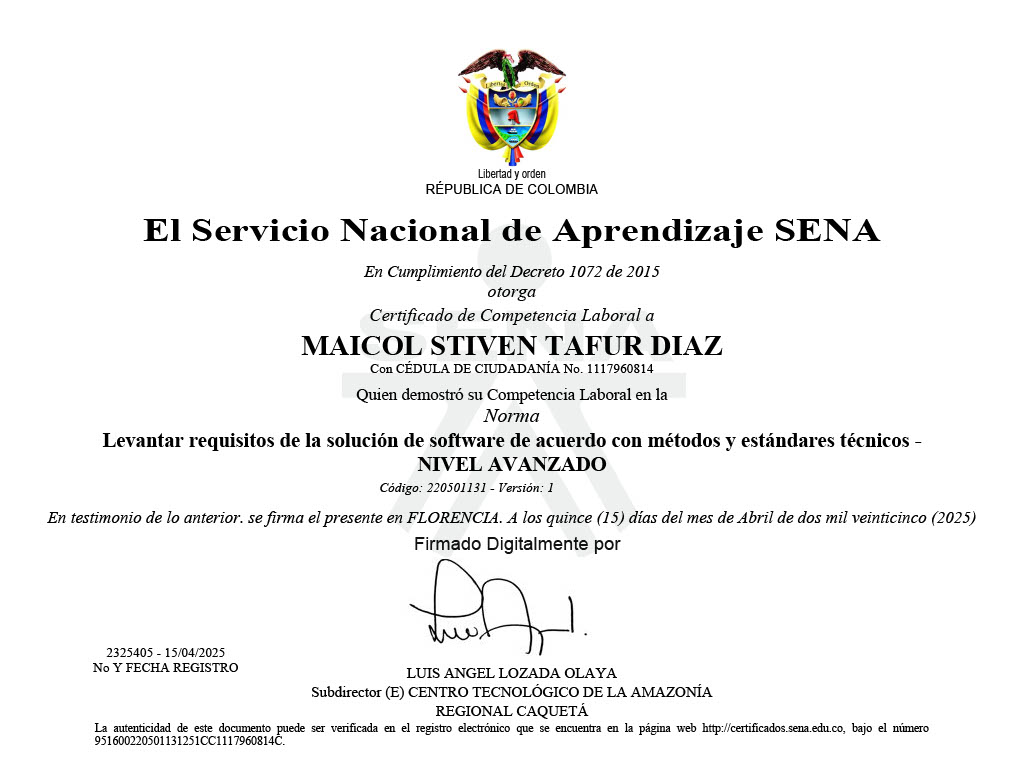 Libertad y Orden
Libertad y orden
RÉPUBLICA DE COLOMBIA
El Servicio Nacional de Aprendizaje SENA
En Cumplimiento del Decreto 1072 de 2015
otorga
Certificado de Competencia Laboral a
SENA
MAICOL STIVEN TAFUR DIAZ
Con CÉDULA DE CIUDADANÍA No. 1117960814
Quien demostró su Competencia Laboral en la
Norma
Levantar requisitos de la solución de software de acuerdo con métodos y estándares técnicos -
NIVEL AVANZADO
Código: 220501131 - Versión: 1
En testimonio de lo anterior. se firma el presente en FLORENCIA. A los quince (15) días del mes de Abril de dos mil veinticinco (2025)
Firmado Digitalmente por
2325405 - 15/04/2025
No Y FECHA REGISTRO
LUIS ANGEL LOZADA OLAYA
Subdirector (E) CENTRO TECNOLÓGICO DE LA AMAZONÍA
REGIONAL CAQUETÁ
La autenticidad de este documento puede ser verificada en el registro electrónico que se encuentra en la página web http://certificados.sena.edu.co, bajo el número
951600220501131251CC1117960814C.